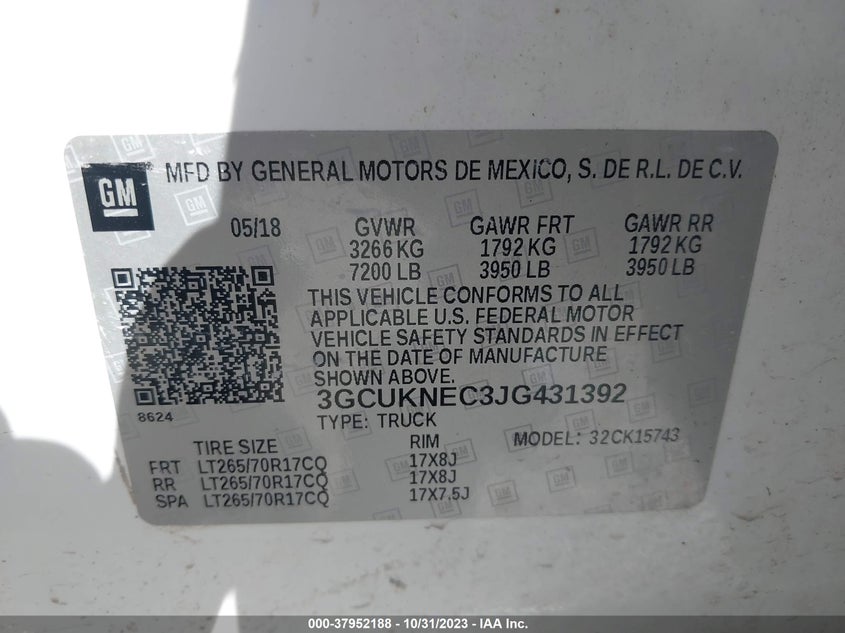 GM MFD BY GENERAL MOTORS DE MEXICO, S. DE R.L. DE C.V.
05/18 GVWR GAWR FRT GAWR RR
3266 KG 1792 KG 1792 KG
7200 LB 3950 LB 3950 LB
THIS VEHICLE CONFORMS TO ALL
APPLICABLE U.S. FEDERAL MOTOR
VEHICLE SAFETY STANDARDS IN EFFECT
ON THE DATE OF MANUFACTURE
SHOWN ABOVE.
3GCUKNEC3JG431392
8624
TYPE: TRUCK
TIRE SIZE RIM MODEL: 32CK15743
FRT LT265/70R17CQ 17X8J
RR LT265/70R17CQ 17X8J
SPA LT265/70R17CQ 17X7.5J
000-37952188 - 10/31/2023 - IAA Inc.